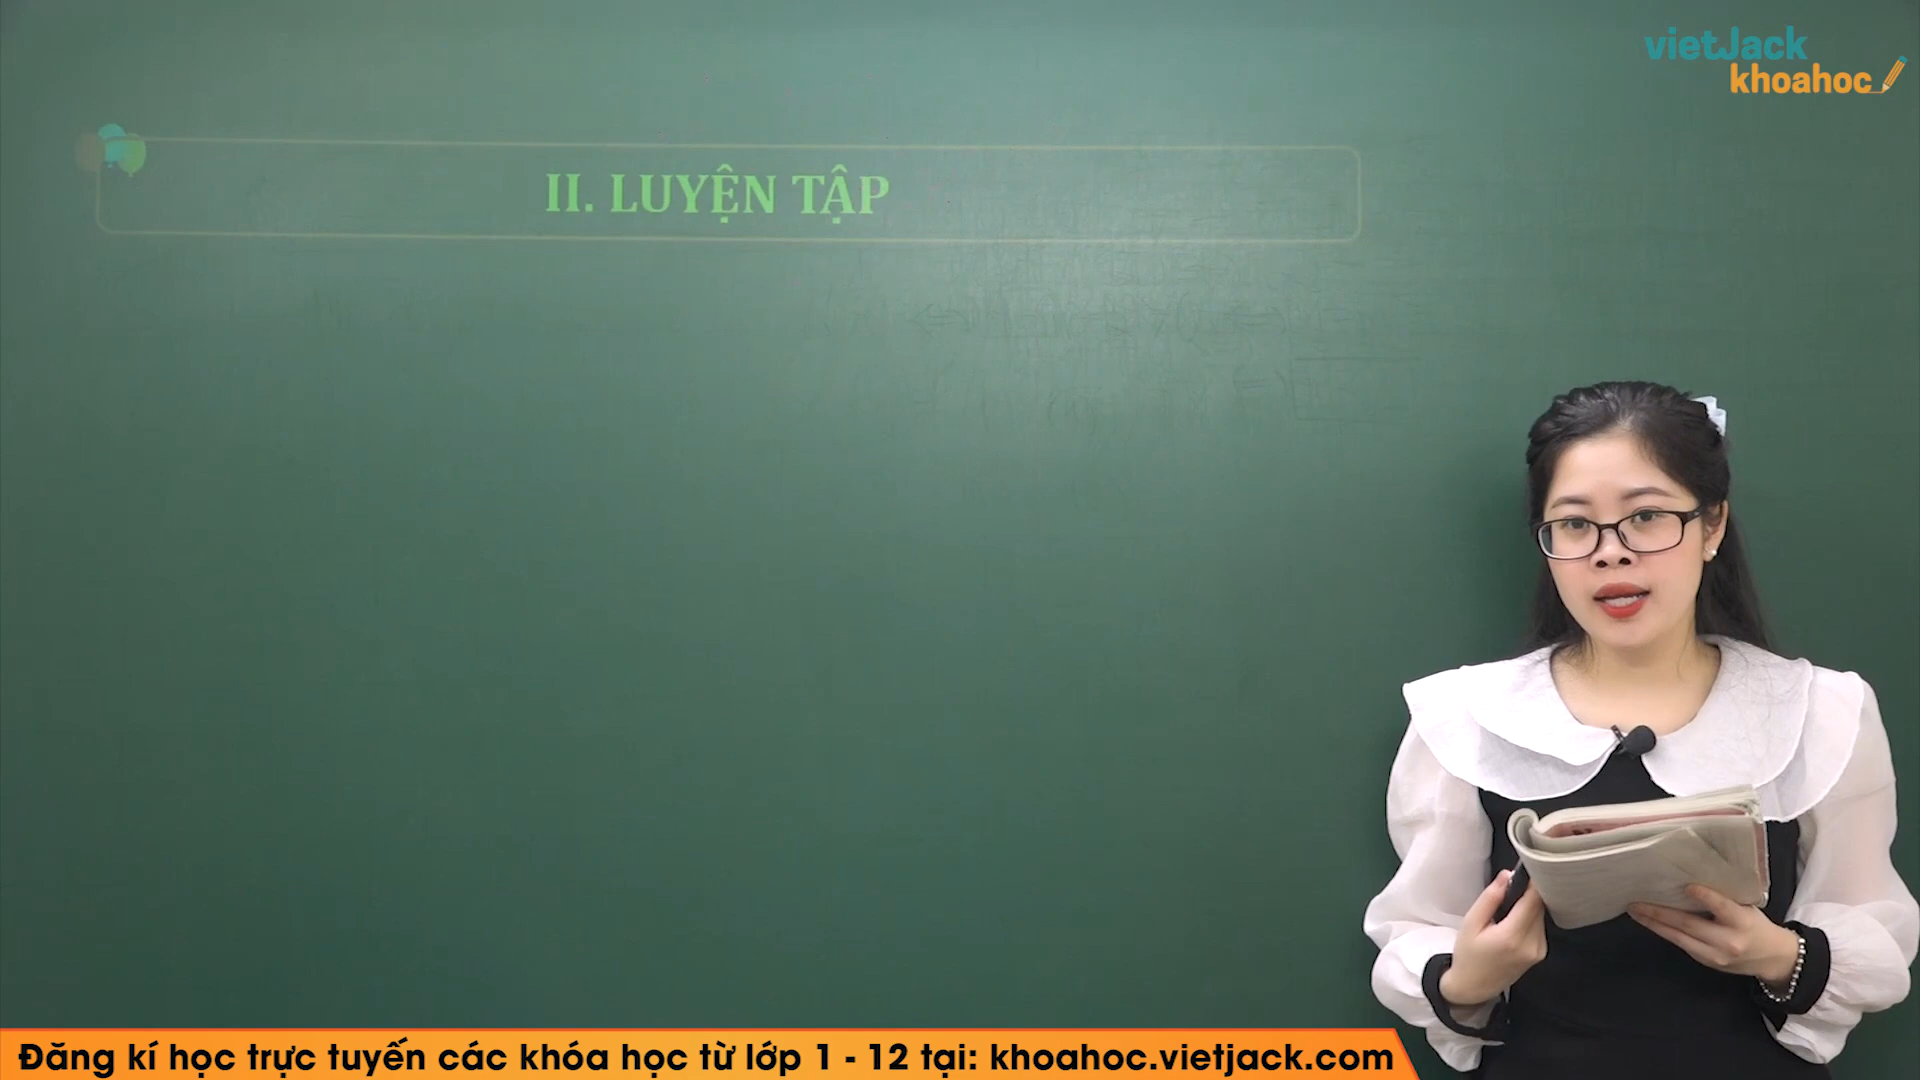 vietJack
khoahoc
II. LUYỆN TẬP
Đăng kí học trực tuyến các khóa học từ lớp 1 - 12 tại: khoahoc.vietjack.com